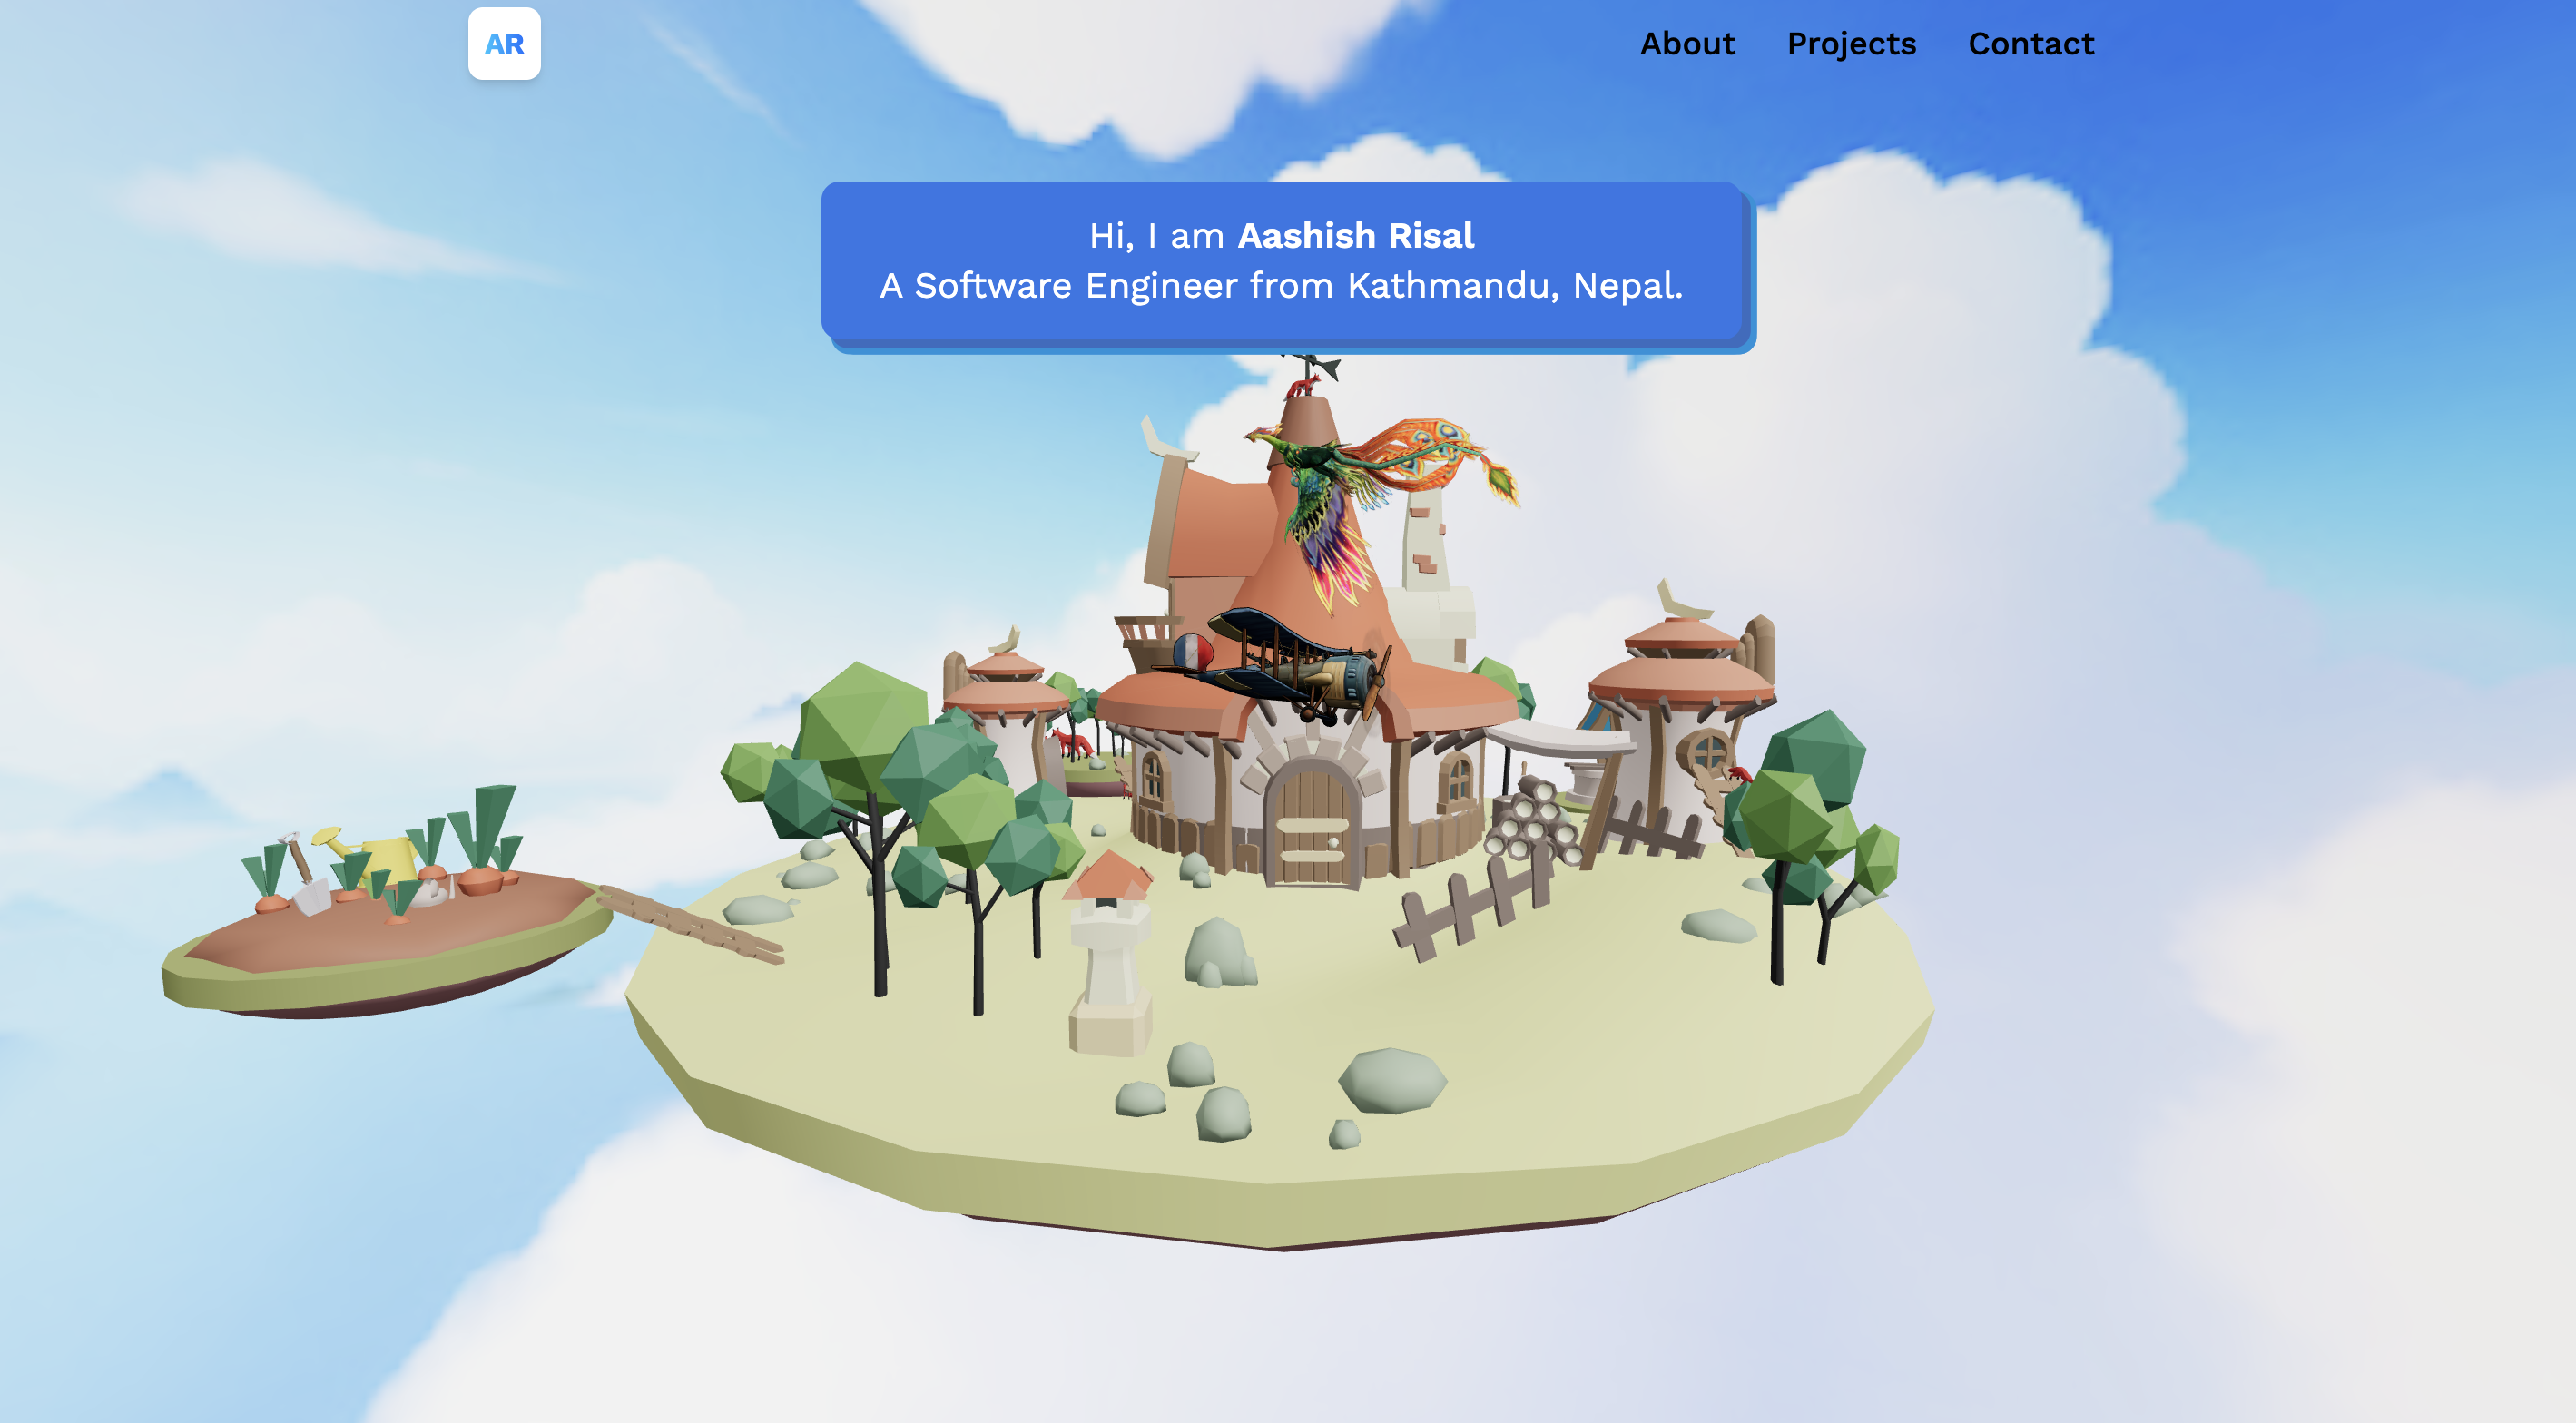 AR
About Projects Contact
Hi, I am Aashish Risal
A Software Engineer from Kathmandu, Nepal.